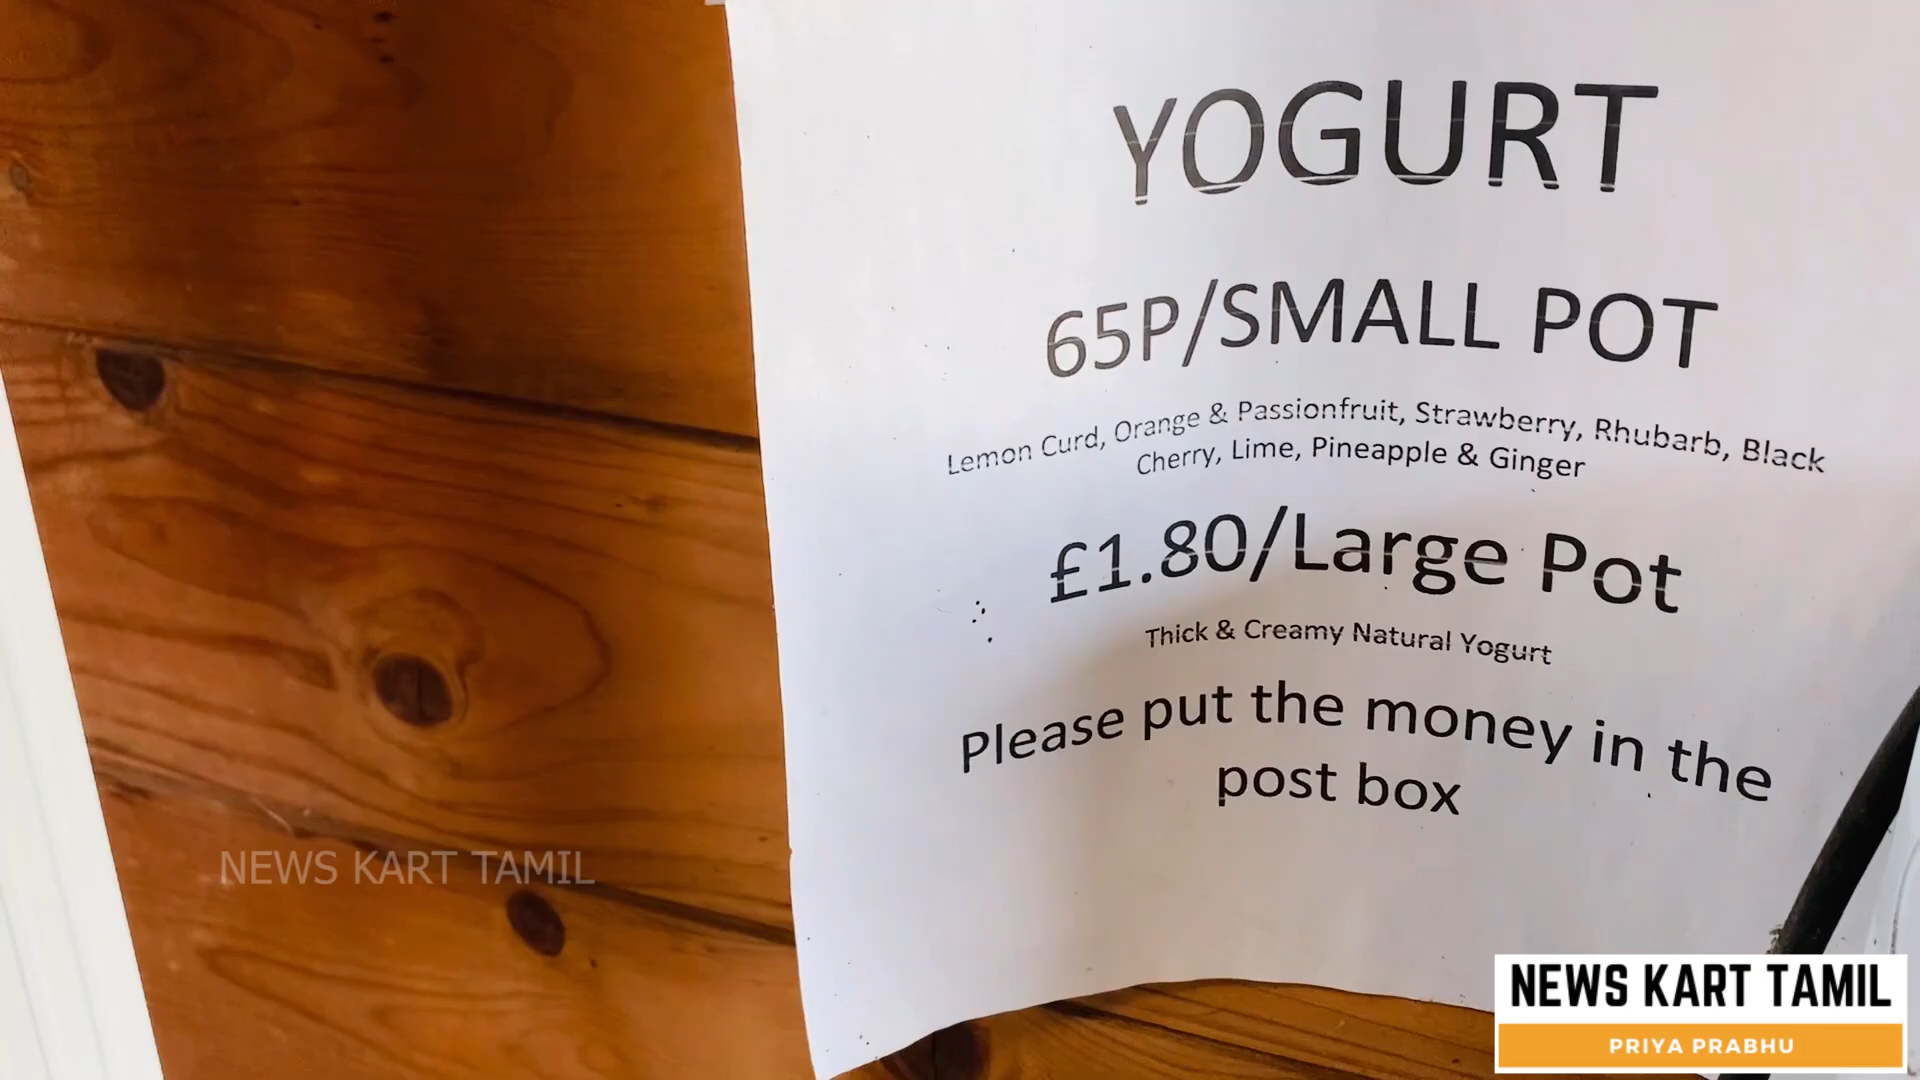 YOGURT
65P/SMALL POT
Lemon Curd, Orange & Passionfruit, Strawberry, Rhubarb, Black
Cherry, Lime, Pineapple & Ginger
£1.80/Large Pot
Thick & Creamy Natural Yogurt
Please put the money in the
post box
NEWS KART TAMIL
NEWS KART TAMIL
PRIYA PRABHU